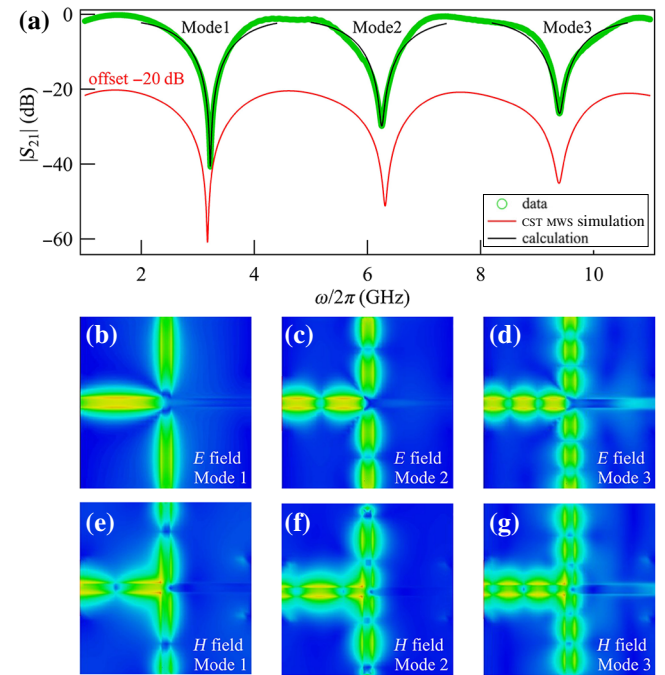 (a)
0
-20
-40
-60
|S21| (dB)
Mode1
Mode2
Mode3
offset −20 dB
data
CST MWS simulation
calculation
2
4
6
8
10
ω/2π (GHz)
(b)
E field
Mode 1
(c)
E field
Mode 2
(d)
E field
Mode 3
(e)
H field
Mode 1
(f)
H field
Mode 2
(g)
H field
Mode 3